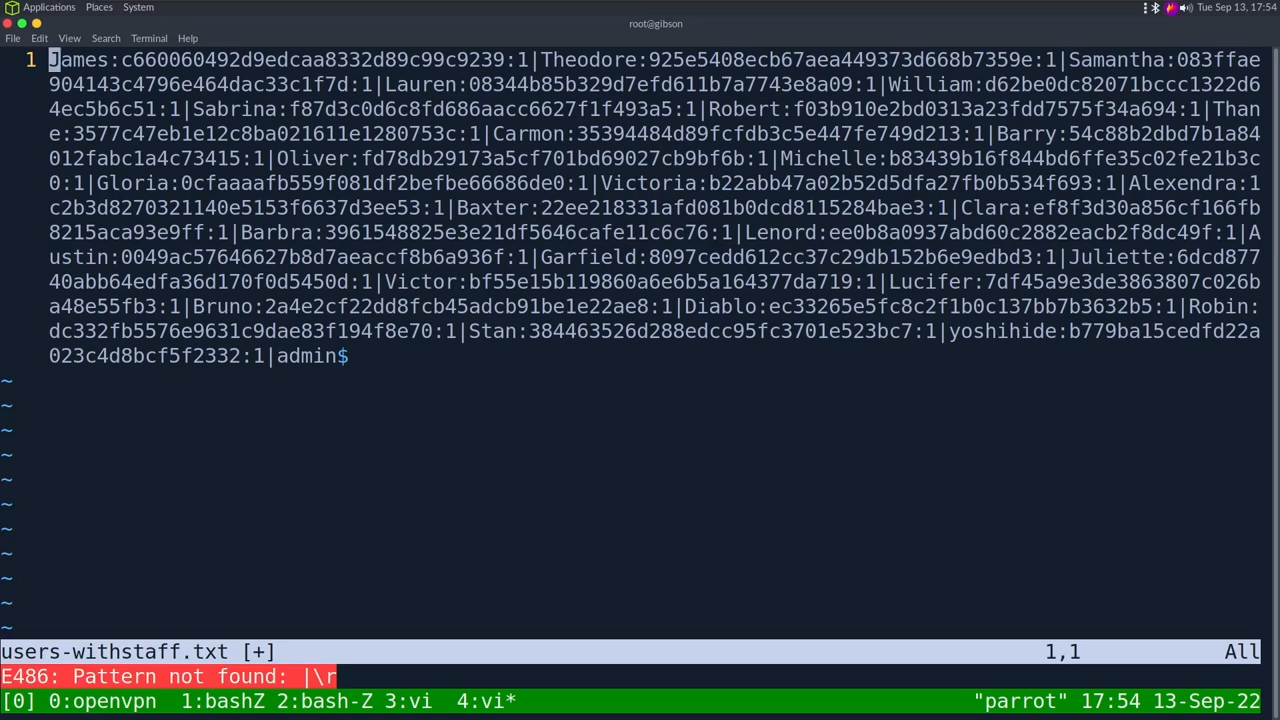 Applications Places System
Tue Sep 13, 17:54
root@gibson
File Edit View Search Terminal Help
1 James:c660060492d9edcaa8332d89c99c9239:1|Theodore:925e5408ecb67aea449373d668b7359e:1|Samantha:083ffae
904143c4796e464dac33c1f7d:1|Lauren:08344b85b329d7efd611b7a7743e8a09:1|William:d62be0dc82071bccc1322d6
4ec5b6c51:1|Sabrina:f87d3c0d6c8fd686aacc6627f1f493a5:1|Robert:f03b910e2bd0313a23fdd7575f34a694:1|Than
e:3577c47eb1e12c8ba021611e1280753c:1|Carmon:35394484d89fcfdb3c5e447fe749d213:1|Barry:54c88b2dbd7b1a84
012fabc1a4c73415:1|Oliver:fd78db29173a5cf701bd69027cb9bf6b:1|Michelle:b83439b16f844bd6ffe35c02fe21b3c
0:1|Gloria:0cfaaaafb559f081df2befbe66686de0:1|Victoria:b22abb47a02b52d5dfa27fb0b534f693:1|Alexendra:1
c2b3d8270321140e5153f6637d3ee53:1|Baxter:22ee218331afd081b0dcd8115284bae3:1|Clara:ef8f3d30a856cf166fb
8215aca93e9ff:1|Barbra:3961548825e3e21df5646cafe11c6c76:1|Lenord:ee0b8a0937abd60c2882eacb2f8dc49f:1|A
ustin:0049ac57646627b8d7aeaccf8b6a936f:1|Garfield:8097cedd612cc37c29db152b6e9edbd3:1|Juliette:6dcd877
40abb64edfa36d170f0d5450d:1|Victor:bf55e15b119860a6e6b5a164377da719:1|Lucifer:7df45a9e3de3863807c026b
a48e55fb3:1|Bruno:2a4e2cf22dd8fcb45adcb91be1e22ae8:1|Diablo:ec33265e5fc8c2f1b0c137bb7b3632b5:1|Robin:
dc332fb5576e9631c9dae83f194f8e70:1|Stan:384463526d288edcc95fc3701e523bc7:1|yoshihide:b779ba15cedfd22a
023c4d8bcf5f2332:1|admin$
~
~
~
~
~
~
~
~
~
~
~
users-withstaff.txt [+] 1,1 All
E486: Pattern not found: |\r
[0] 0:openvpn 1:bashZ 2:bash-Z 3:vi 4:vi* "parrot" 17:54 13-Sep-22